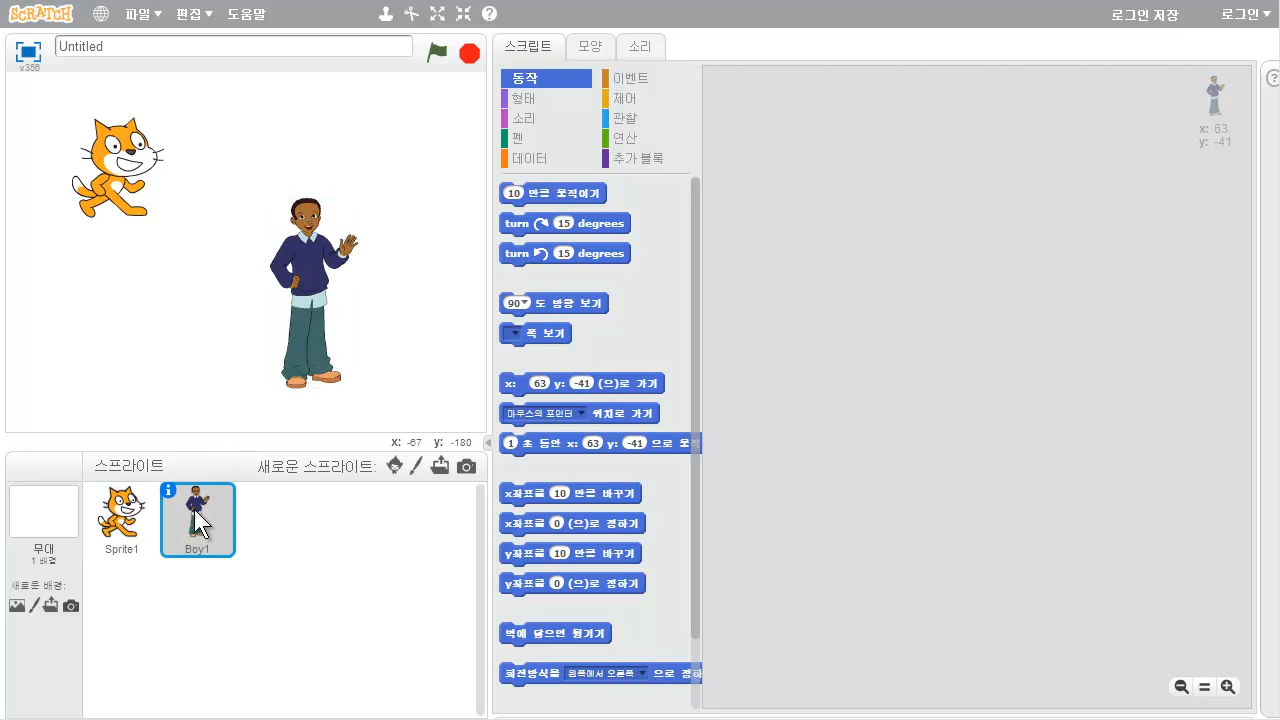 SCRATCH 파일▼ 편집▼ 도움말 로그인 저장 로그인▼
v356 Untitled
스크립트 모양 소리
동작 이벤트
형태 제어
소리 관찰
펜 연산
데이터 추가 블록
x: 63
y: -41
10 만큼 움직이기
turn 15 degrees
turn 15 degrees
90▼ 도 방향 보기
▼ 쪽 보기
x: 63 y: -41 (으)로 가기
마우스의 포인터 ▼ 위치로 가기
1 초 동안 x: 63 y: -41 으로 움직
x좌표를 10 만큼 바꾸기
x좌표를 0 (으)로 정하기
y좌표를 10 만큼 바꾸기
y좌표를 0 (으)로 정하기
벽에 닿으면 튕기기
회전방식을 왼쪽에서 오른쪽 ▼ 으로 정하
x: -67 y: -180
스프라이트 새로운 스프라이트:
Sprite1 Boy1
무대
1 배경
새로운 배경: